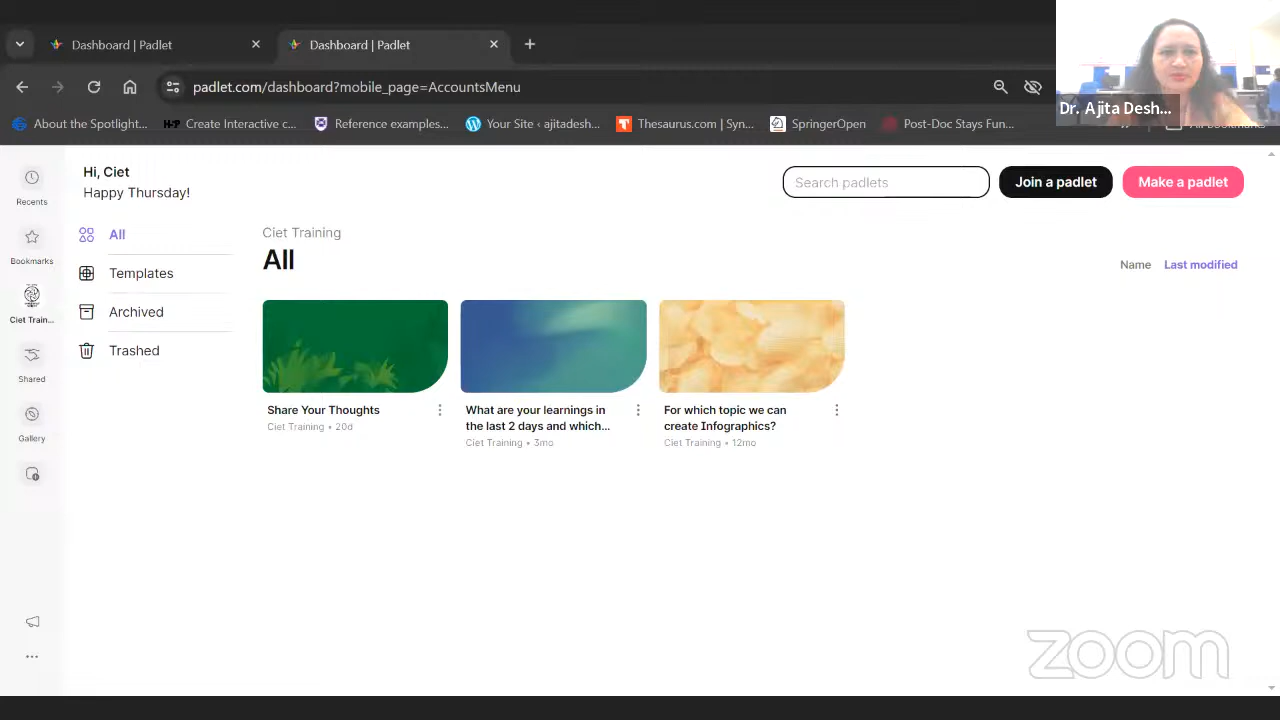 Dashboard | Padlet
Dashboard | Padlet
padlet.com/dashboard?mobile_page=AccountsMenu
About the Spotlight...
H-P
Create Interactive c...
Reference examples...
Your Site ‹ ajitadesh...
Thesaurus.com | Syn...
SpringerOpen
Post-Doc Stays Fun...
Dr. Ajita Desh...
Hi, Ciet
Happy Thursday!
Search padlets
Join a padlet
Make a padlet
Recents
Bookmarks
Ciet Train...
Shared
Gallery
All
Templates
Archived
Trashed
Ciet Training
All
Name
Last modified
Share Your Thoughts
Ciet Training • 20d
What are your learnings in
the last 2 days and which...
Ciet Training • 3mo
For which topic we can
create Infographics?
Ciet Training • 12mo
zoom